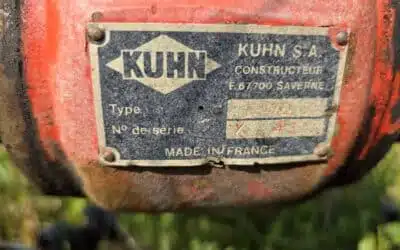 KUHN
KUHN S.A.
CONSTRUCTEUR
F. 67700 SAVERNE
Type
N° de série
MADE IN FRANCE